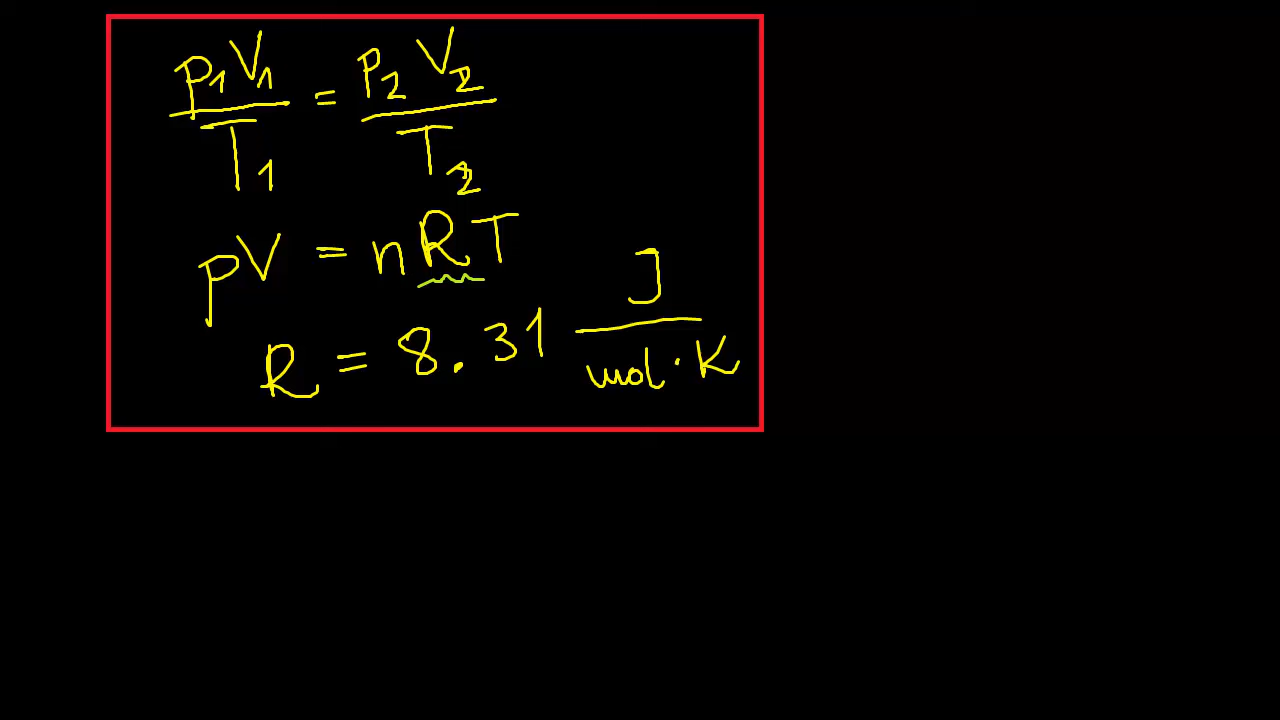 p₁V₁/T₁ = p₂V₂/T₂
pV = nRT
R = 8.31 J/mol·K